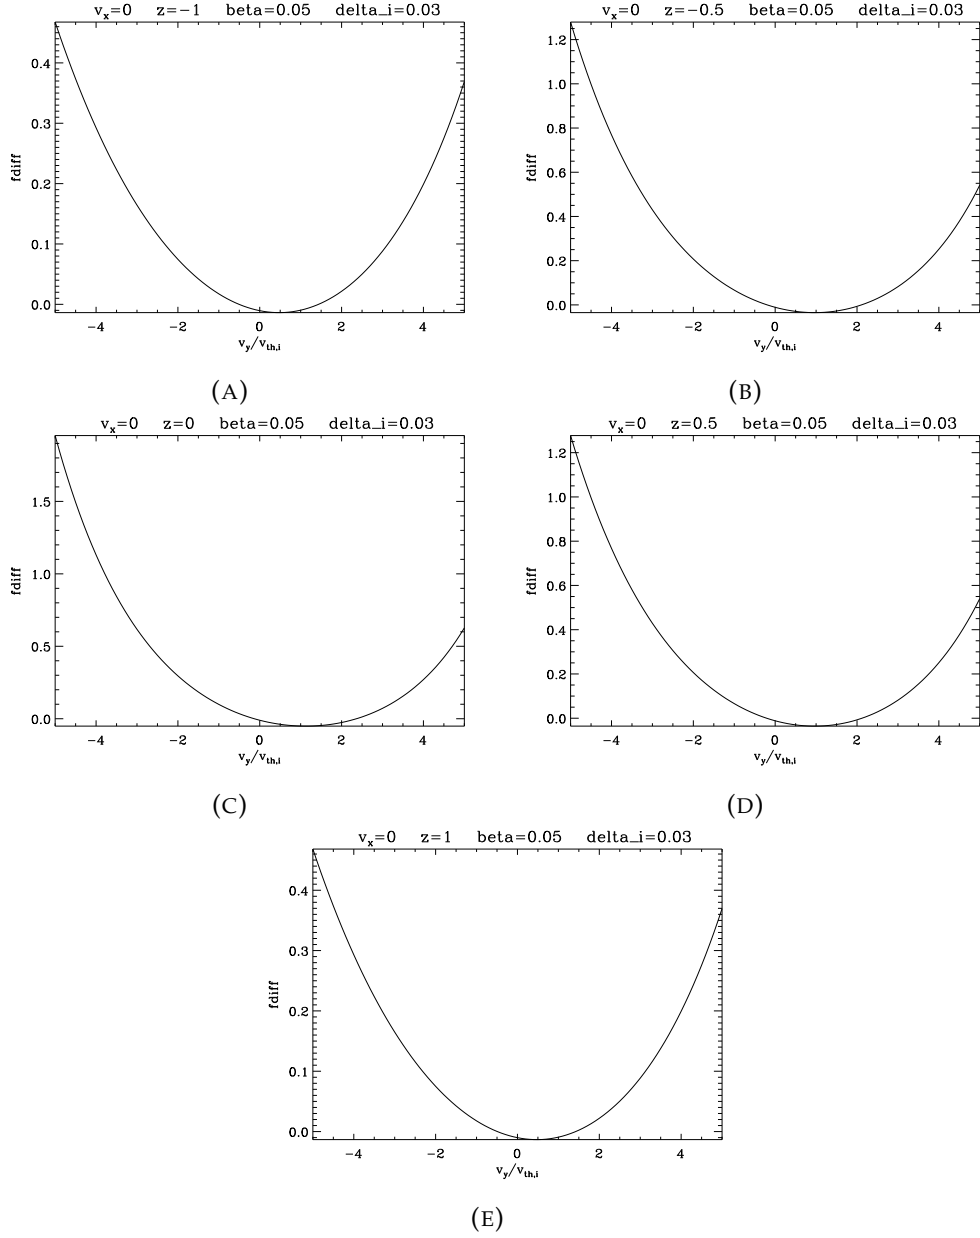 v_x=0 z=−1 beta=0.05 delta_i=0.03
fdiff
0.4
0.3
0.2
0.1
0.0
−4 −2 0 2 4
v_y/v_th,i
(A)
v_x=0 z=−0.5 beta=0.05 delta_i=0.03
fdiff
1.2
1.0
0.8
0.6
0.4
0.2
0.0
−4 −2 0 2 4
v_y/v_th,i
(B)
v_x=0 z=0 beta=0.05 delta_i=0.03
fdiff
1.5
1.0
0.5
0.0
−4 −2 0 2 4
v_y/v_th,i
(C)
v_x=0 z=0.5 beta=0.05 delta_i=0.03
fdiff
1.2
1.0
0.8
0.6
0.4
0.2
0.0
−4 −2 0 2 4
v_y/v_th,i
(D)
v_x=0 z=1 beta=0.05 delta_i=0.03
fdiff
0.4
0.3
0.2
0.1
0.0
−4 −2 0 2 4
v_y/v_th,i
(E)